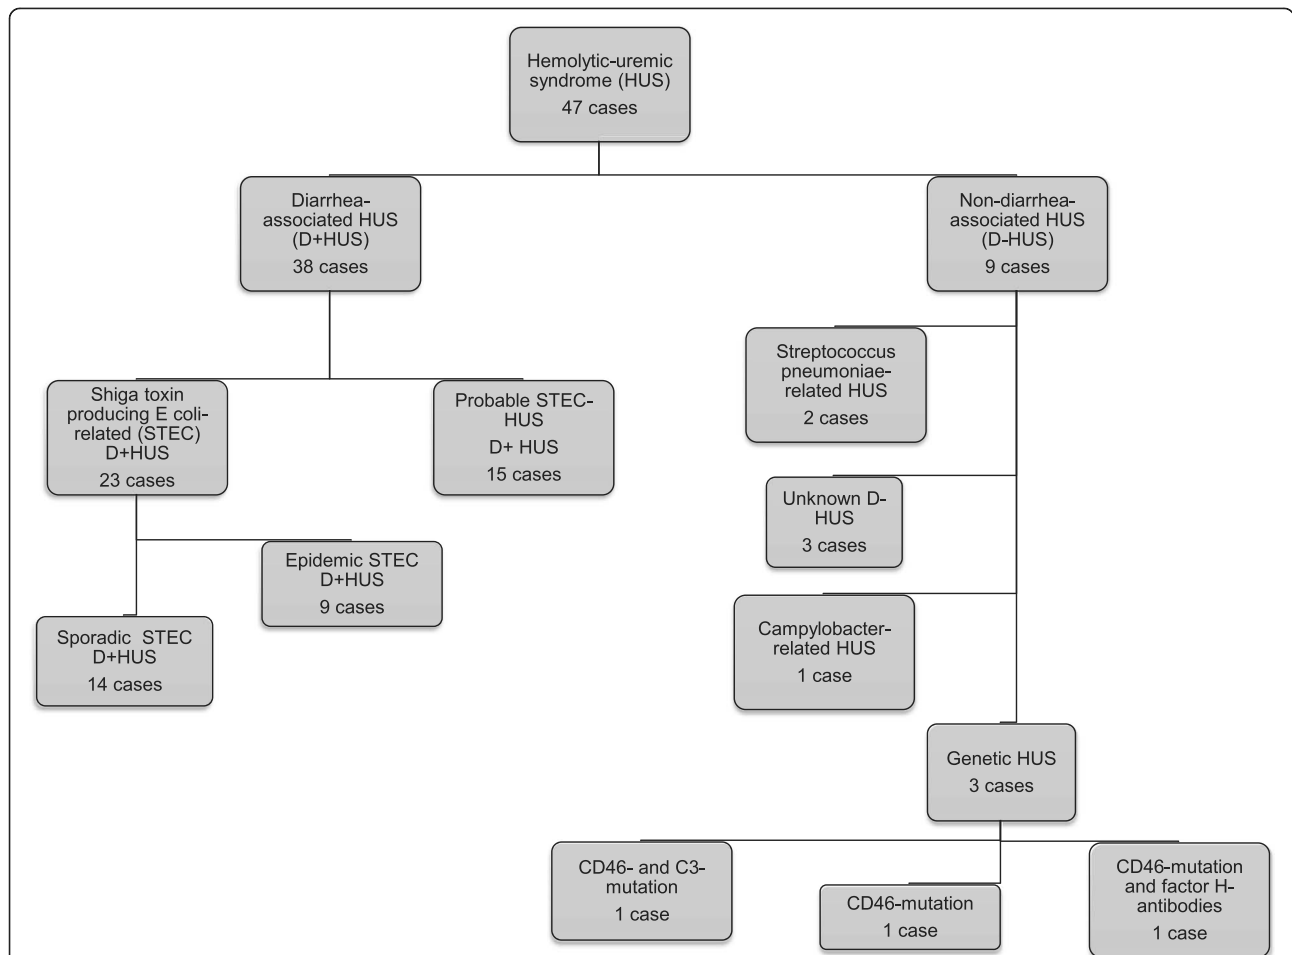 Hemolytic-uremic
syndrome (HUS)
47 cases
Diarrhea-
associated HUS
(D+HUS)
38 cases
Non-diarrhea-
associated HUS
(D-HUS)
9 cases
Streptococcus
pneumoniae-
related HUS
2 cases
Shiga toxin
producing E coli-
related (STEC)
D+HUS
23 cases
Probable STEC-
HUS
D+ HUS
15 cases
Unknown D-
HUS
3 cases
Epidemic STEC
D+HUS
9 cases
Sporadic STEC
D+HUS
14 cases
Campylobacter-
related HUS
1 case
Genetic HUS
3 cases
CD46- and C3-
mutation
1 case
CD46-mutation
1 case
CD46-mutation
and factor H-
antibodies
1 case